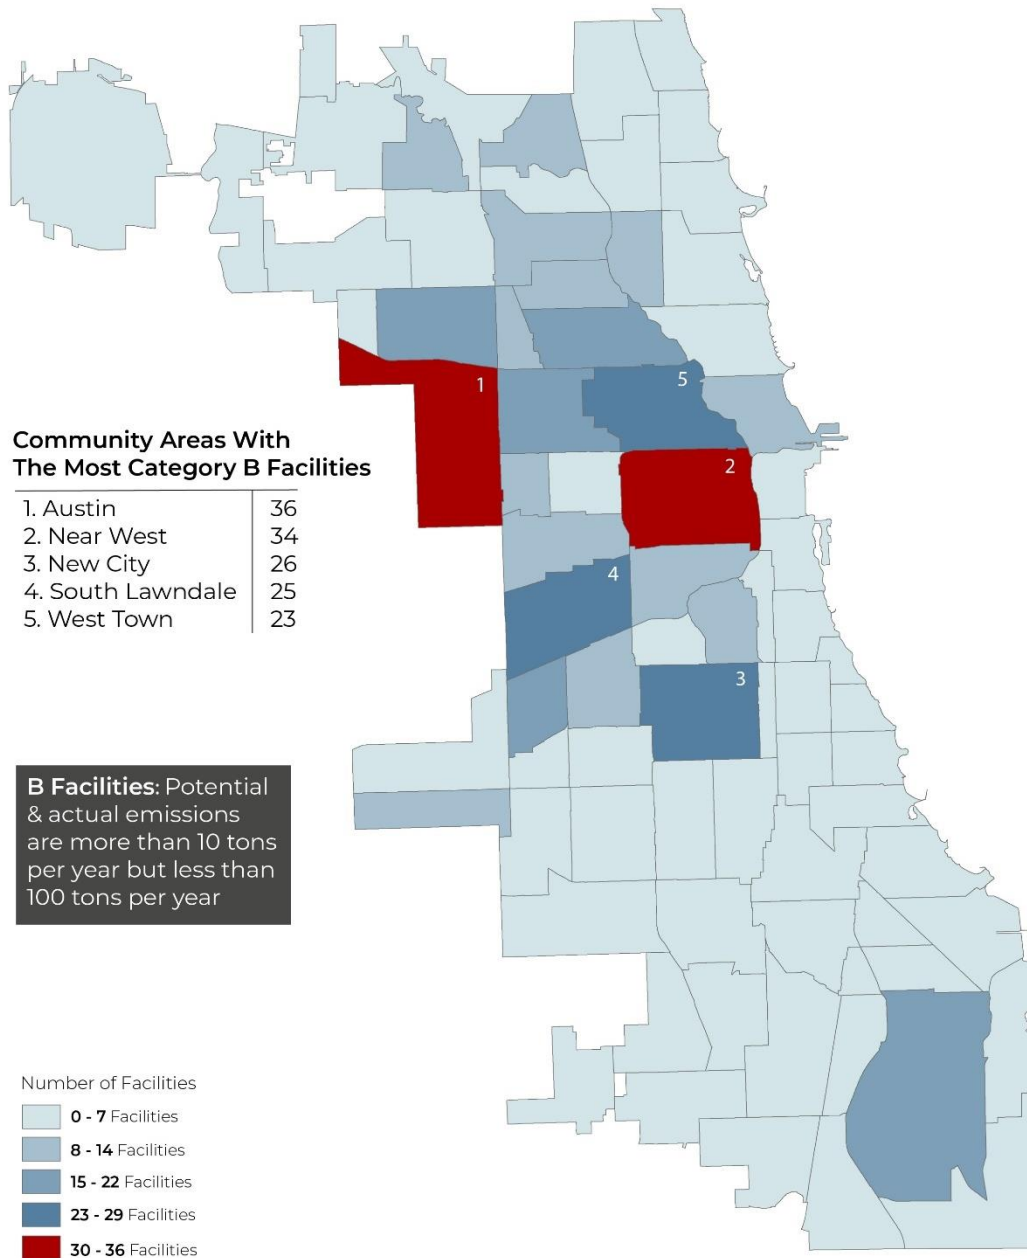 1
5
2
Community Areas With
The Most Category B Facilities
1. Austin 36
2. Near West 34
3. New City 26
4. South Lawndale 25
5. West Town 23
4
3
B Facilities: Potential
& actual emissions
are more than 10 tons
per year but less than
100 tons per year
Number of Facilities
0 - 7 Facilities
8 - 14 Facilities
15 - 22 Facilities
23 - 29 Facilities
30 - 36 Facilities